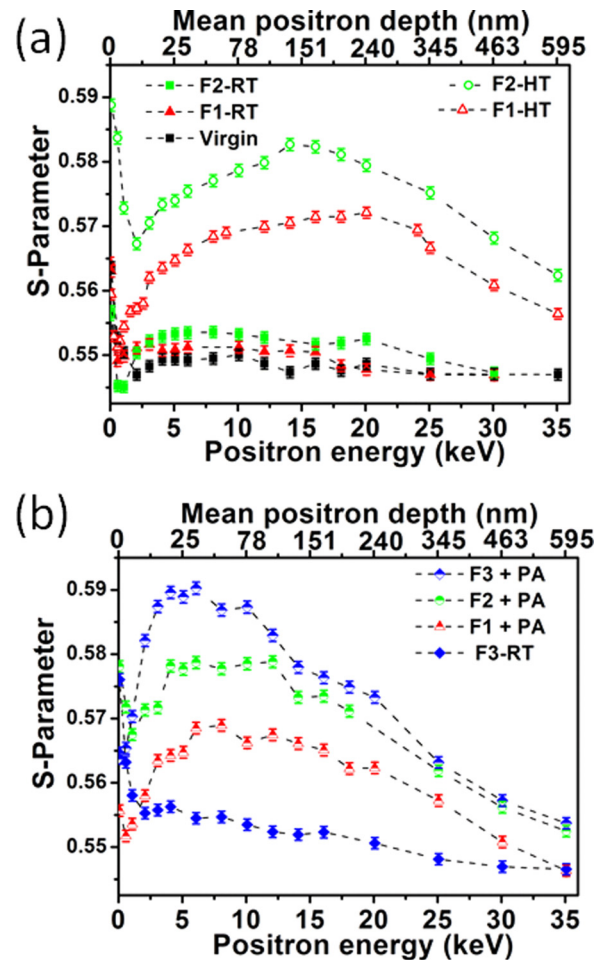 (a)
Mean positron depth (nm)
0 25 78 151 240 345 463 595
F2-RT
F1-RT
Virgin
F2-HT
F1-HT
S-Parameter
0.59
0.58
0.57
0.56
0.55
0 5 10 15 20 25 30 35
Positron energy (keV)
(b)
Mean positron depth (nm)
0 25 78 151 240 345 463 595
F3 + PA
F2 + PA
F1 + PA
F3-RT
S-Parameter
0.59
0.58
0.57
0.56
0.55
0 5 10 15 20 25 30 35
Positron energy (keV)